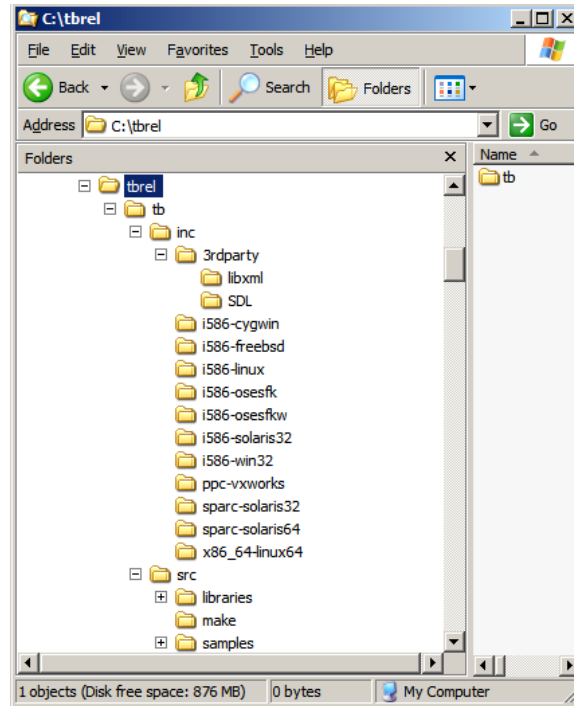 C:\tbrel
File Edit View Favorites Tools Help
Back Search Folders
Address C:\tbrel Go
Folders x Name
tbrel tb
tb
inc
3rdparty
libxml
SDL
i586-cygwin
i586-freebsd
i586-linux
i586-osesfk
i586-osesfkw
i586-solaris32
i586-win32
ppc-vxworks
sparc-solaris32
sparc-solaris64
x86_64-linux64
src
libraries
make
samples
1 objects (Disk free space: 876 MB) 0 bytes My Computer